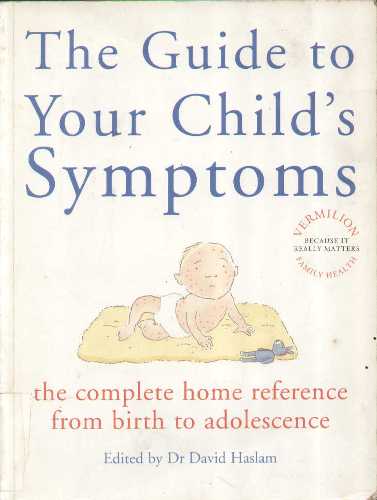 The Guide to
Your Child's
Symptoms
VERMILION
BECAUSE IT
REALLY MATTERS
FAMILY HEALTH
the complete home reference
from birth to adolescence
Edited by Dr David Haslam